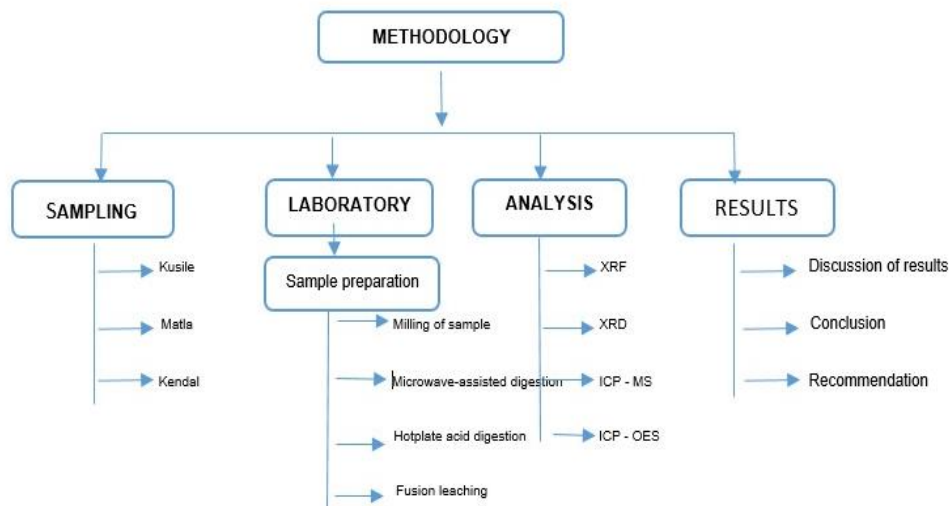 METHODOLOGY
SAMPLING
Kusile
Matla
Kendal
LABORATORY
Sample preparation
Milling of sample
Microwave-assisted digestion
Hotplate acid digestion
Fusion leaching
ANALYSIS
XRF
XRD
ICP - MS
ICP - OES
RESULTS
Discussion of results
Conclusion
Recommendation